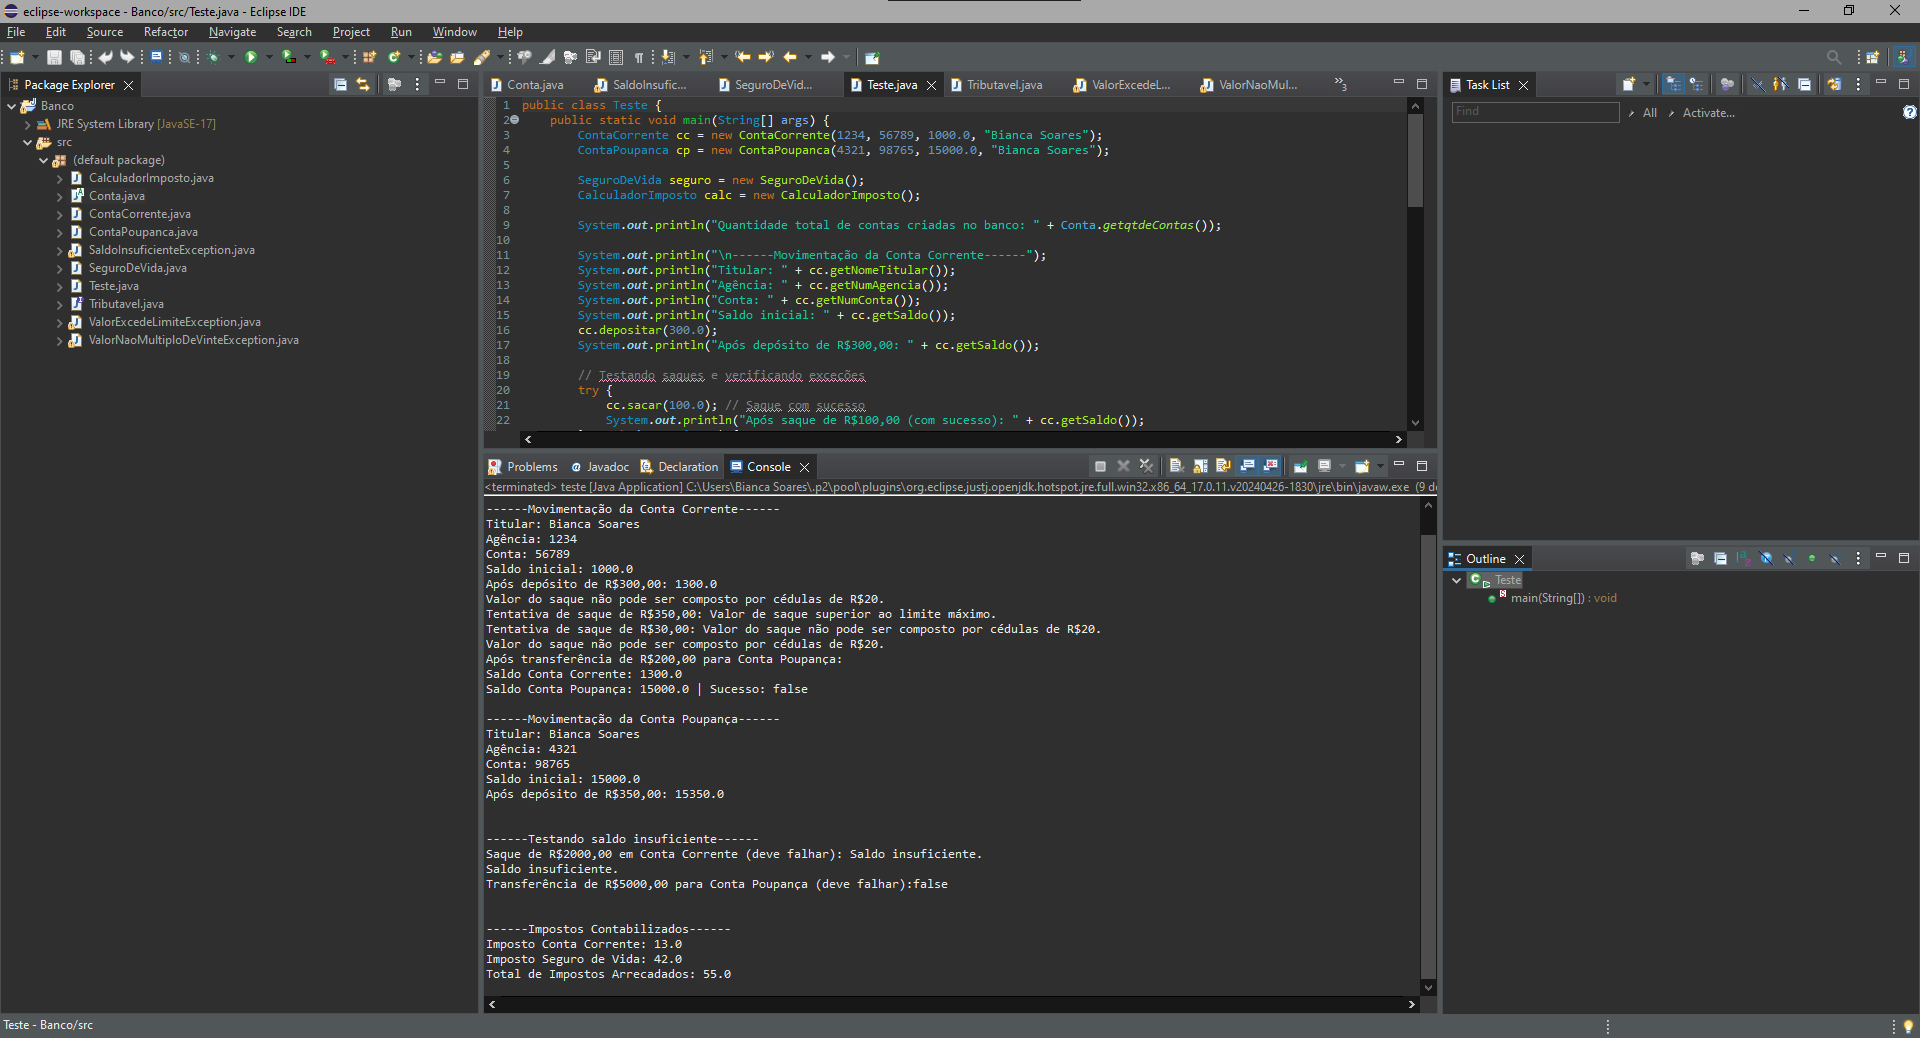 eclipse-workspace - Banco/src/Teste.java - Eclipse IDE
File Edit Source Refactor Navigate Search Project Run Window Help
Package Explorer
Banco
JRE System Library [JavaSE-17]
src
(default package)
CalculadorImposto.java
Conta.java
ContaCorrente.java
ContaPoupanca.java
SaldoInsuficienteException.java
SeguroDeVida.java
Teste.java
Tributavel.java
ValorExcedeLimiteException.java
ValorNaoMultiploDeVinteException.java
Conta.java SaldoInsufic... SeguroDeVid... Teste.java Tributavel.java ValorExcedeL... ValorNaoMul... »3
1 public class Teste {
2 public static void main(String[] args) {
3 ContaCorrente cc = new ContaCorrente(1234, 56789, 1000.0, "Bianca Soares");
4 ContaPoupanca cp = new ContaPoupanca(4321, 98765, 15000.0, "Bianca Soares");
5
6 SeguroDeVida seguro = new SeguroDeVida();
7 CalculadorImposto calc = new CalculadorImposto();
8
9 System.out.println("Quantidade total de contas criadas no banco: " + Conta.getqtdeContas());
10
11 System.out.println("\n------Movimentação da Conta Corrente------");
12 System.out.println("Titular: " + cc.getNomeTitular());
13 System.out.println("Agência: " + cc.getNumAgencia());
14 System.out.println("Conta: " + cc.getNumConta());
15 System.out.println("Saldo inicial: " + cc.getSaldo());
16 cc.depositar(300.0);
17 System.out.println("Após depósito de R$300,00: " + cc.getSaldo());
18
19 // Testando saques e verificando exceções
20 try {
21 cc.sacar(100.0); // Saque com sucesso
22 System.out.println("Após saque de R$100,00 (com sucesso): " + cc.getSaldo());
Problems Javadoc Declaration Console
<terminated> teste [Java Application] C:\Users\Bianca Soares\.p2\pool\plugins\org.eclipse.justj.openjdk.hotspot.jre.full.win32.x86_64_17.0.11.v20240426-1830\jre\bin\javaw.exe (9 de
------Movimentação da Conta Corrente------
Titular: Bianca Soares
Agência: 1234
Conta: 56789
Saldo inicial: 1000.0
Após depósito de R$300,00: 1300.0
Valor do saque não pode ser composto por cédulas de R$20.
Tentativa de saque de R$350,00: Valor de saque superior ao limite máximo.
Tentativa de saque de R$30,00: Valor do saque não pode ser composto por cédulas de R$20.
Valor do saque não pode ser composto por cédulas de R$20.
Após transferência de R$200,00 para Conta Poupança:
Saldo Conta Corrente: 1300.0
Saldo Conta Poupança: 15000.0 | Sucesso: false
------Movimentação da Conta Poupança------
Titular: Bianca Soares
Agência: 4321
Conta: 98765
Saldo inicial: 15000.0
Após depósito de R$350,00: 15350.0
------Testando saldo insuficiente------
Saque de R$2000,00 em Conta Corrente (deve falhar): Saldo insuficiente.
Saldo insuficiente.
Transferência de R$5000,00 para Conta Poupança (deve falhar):false
------Impostos Contabilizados------
Imposto Conta Corrente: 13.0
Imposto Seguro de Vida: 42.0
Total de Impostos Arrecadados: 55.0
Task List
Find All Activate...
Outline
Teste
main(String[]) : void
Teste - Banco/src